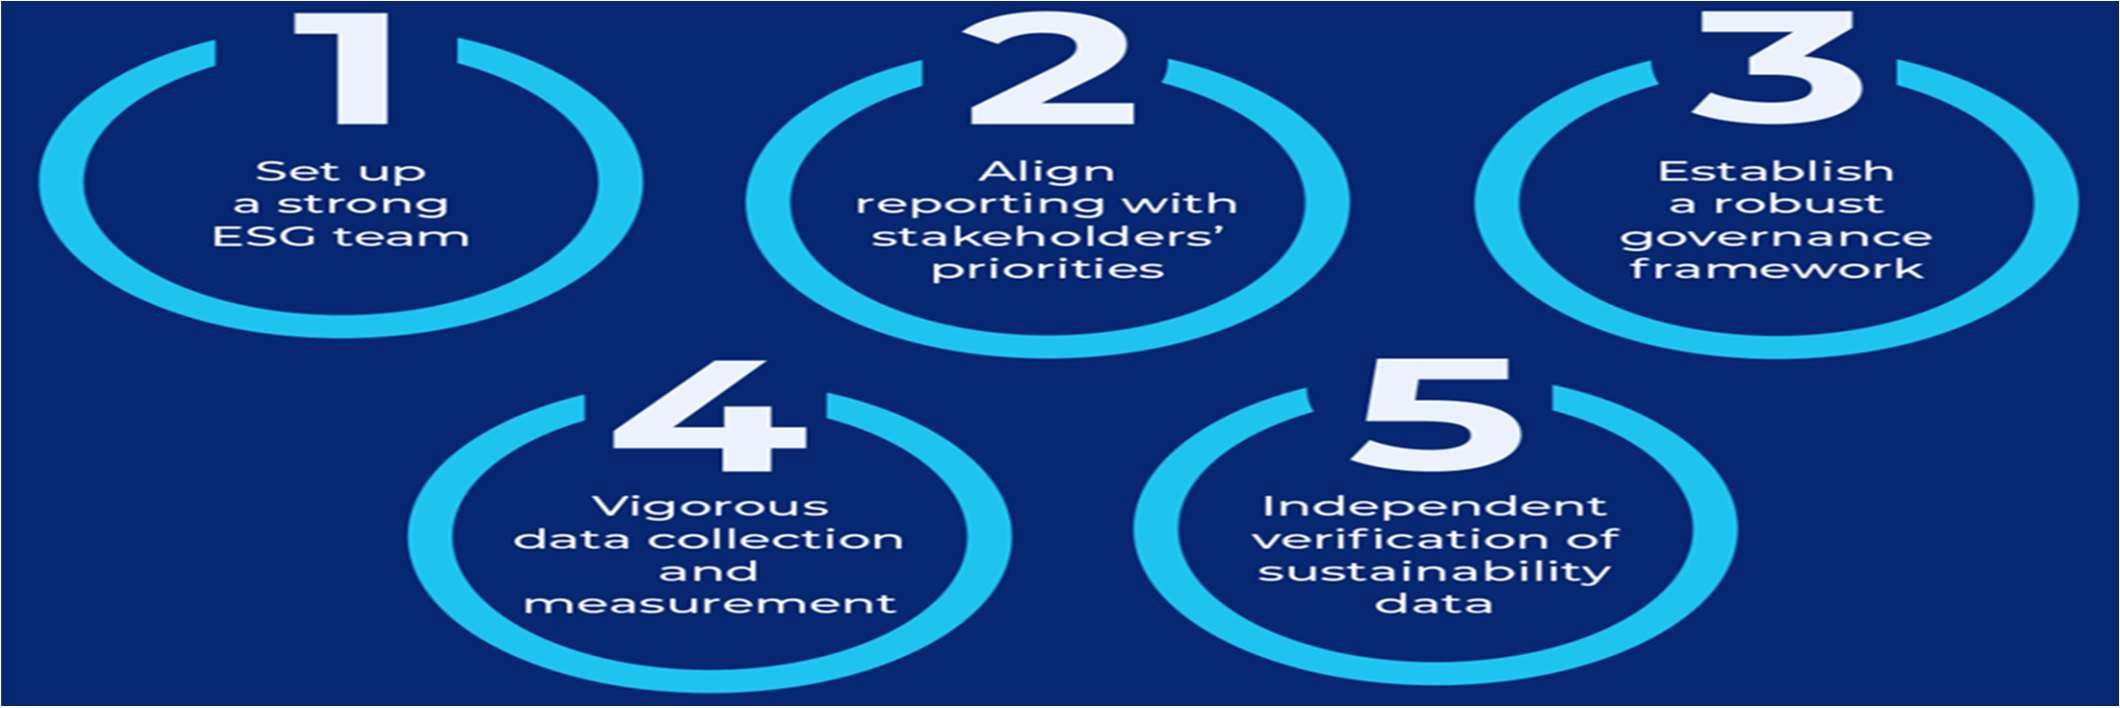 1
Set up
a strong
ESG team
2
Align
reporting with
stakeholders’
priorities
3
Establish
a robust
governance
framework
4
Vigorous
data collection
and
measurement
5
Independent
verification of
sustainability
data